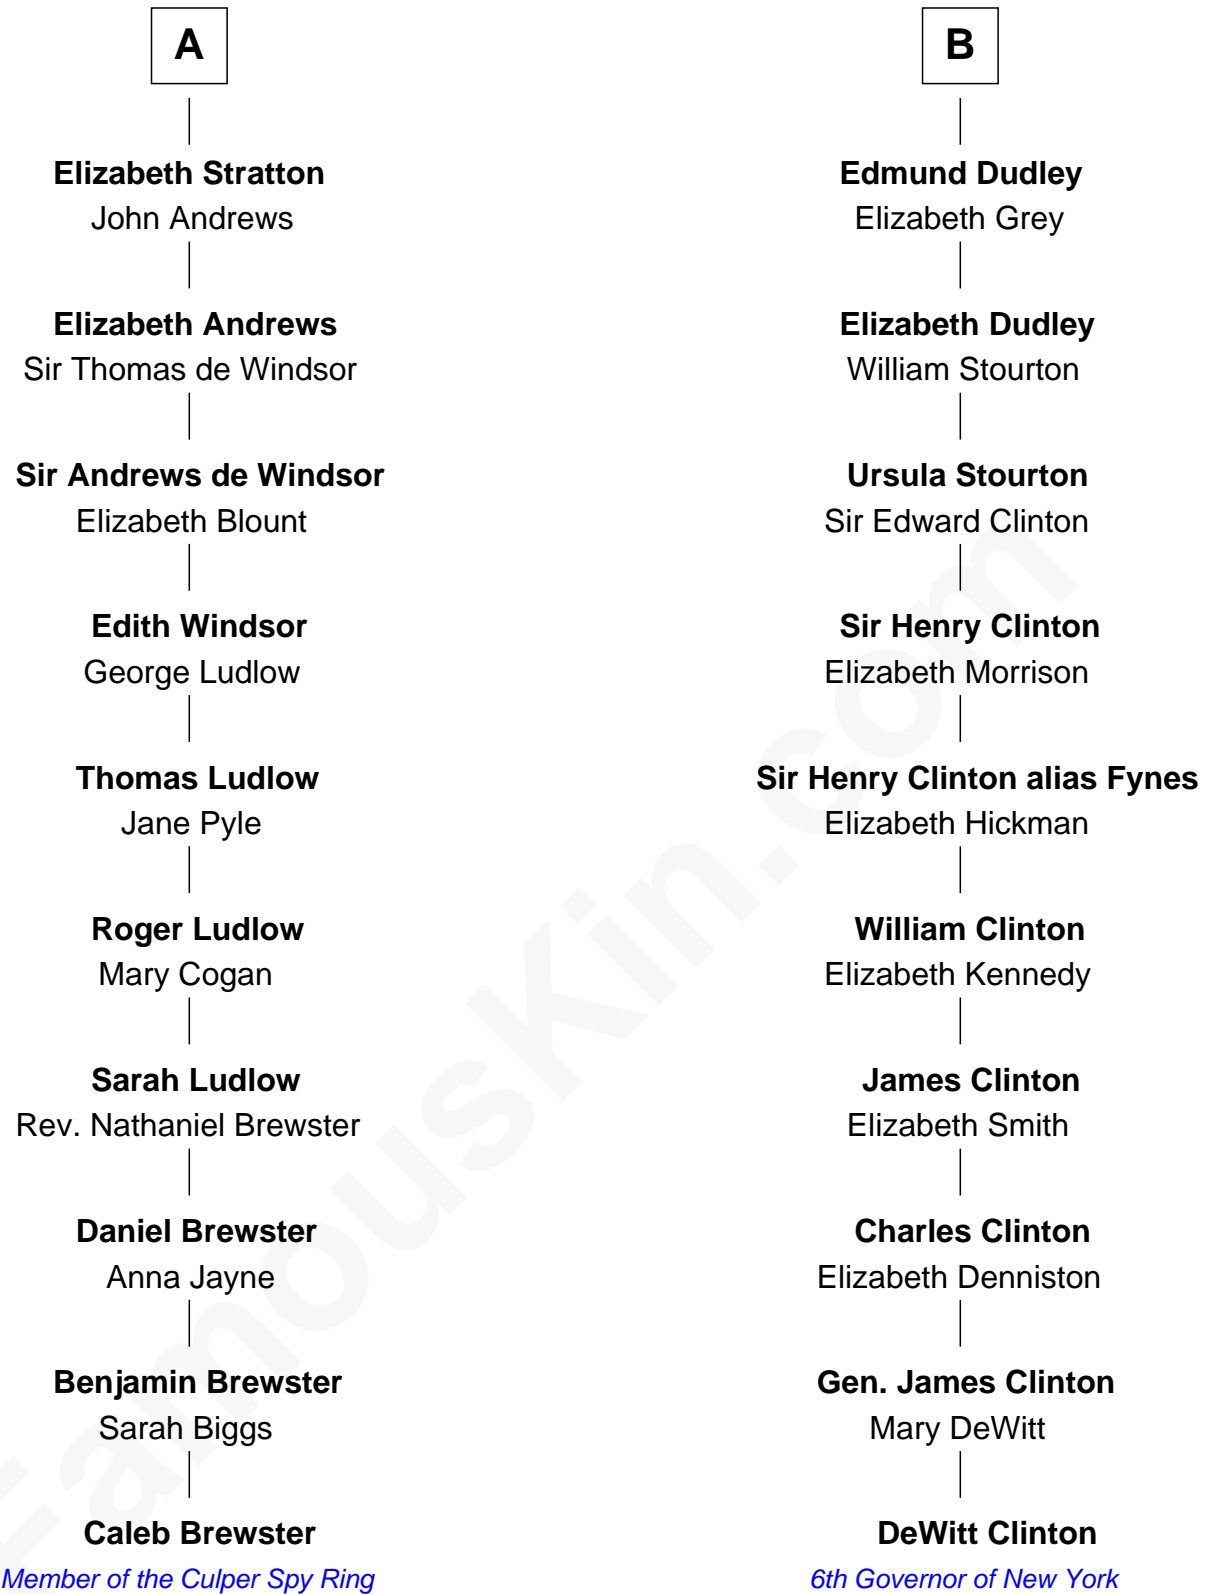 A
Elizabeth Stratton
John Andrews
Elizabeth Andrews
Sir Thomas de Windsor
Sir Andrews de Windsor
Elizabeth Blount
Edith Windsor
George Ludlow
Thomas Ludlow
Jane Pyle
Roger Ludlow
Mary Cogan
Sarah Ludlow
Rev. Nathaniel Brewster
Daniel Brewster
Anna Jayne
Benjamin Brewster
Sarah Biggs
Caleb Brewster
Member of the Culper Spy Ring
B
Edmund Dudley
Elizabeth Grey
Elizabeth Dudley
William Stourton
Ursula Stourton
Sir Edward Clinton
Sir Henry Clinton
Elizabeth Morrison
Sir Henry Clinton alias Fynes
Elizabeth Hickman
William Clinton
Elizabeth Kennedy
James Clinton
Elizabeth Smith
Charles Clinton
Elizabeth Denniston
Gen. James Clinton
Mary DeWitt
DeWitt Clinton
6th Governor of New York
FamousKin.com